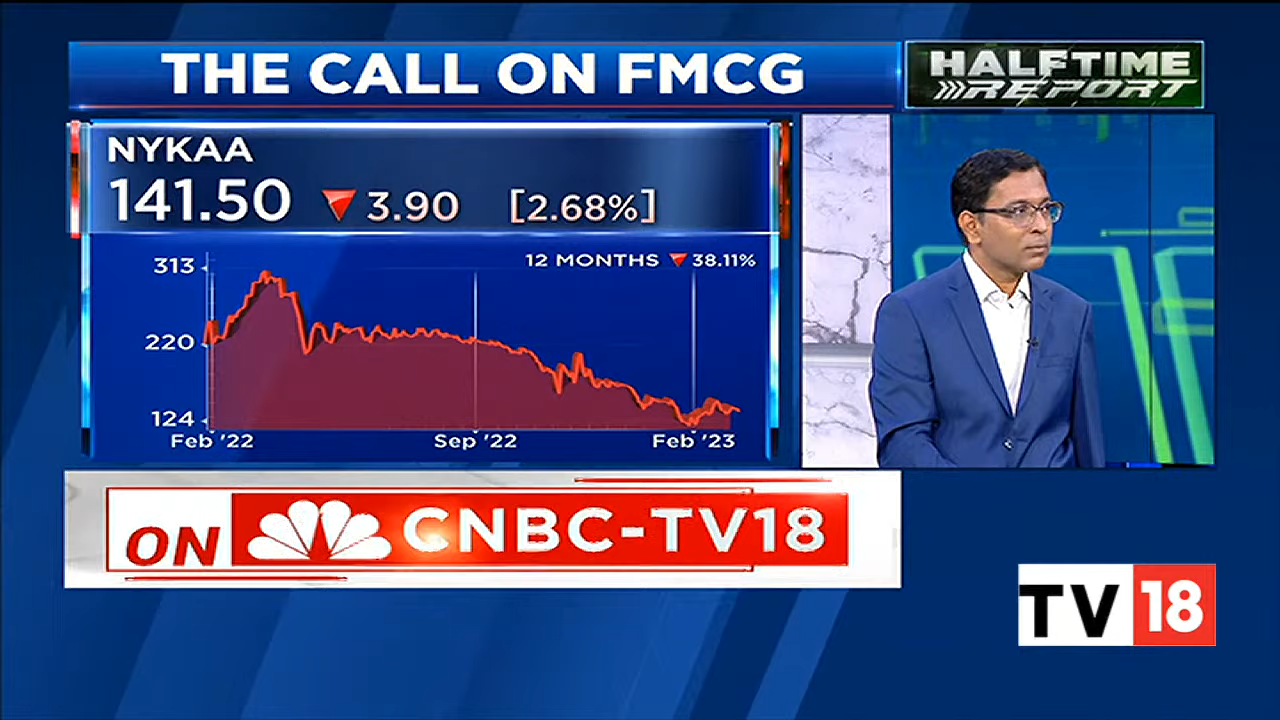 THE CALL ON FMCG
HALFTIME
REPORT
NYKAA
141.50 3.90 [2.68%]
12 MONTHS 38.11%
313
220
124
Feb '22 Sep '22 Feb '23
ON CNBC-TV18
TV18